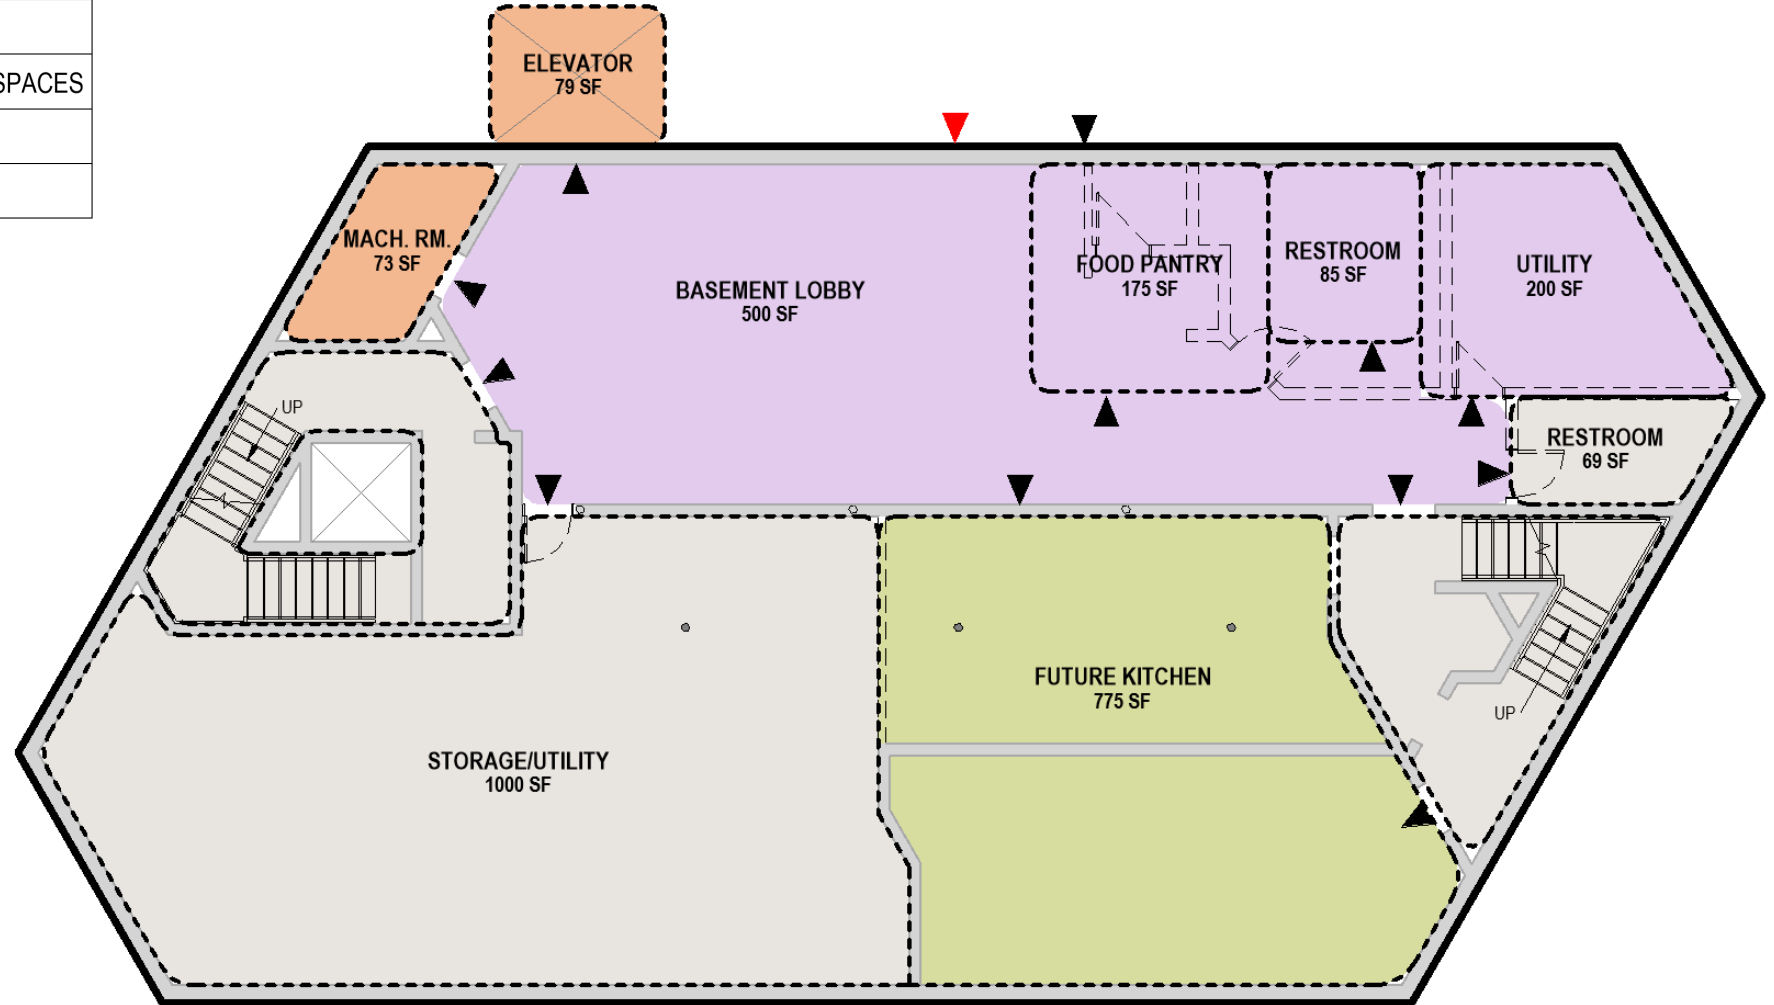 SPACES
ELEVATOR
79 SF
MACH. RM.
73 SF
BASEMENT LOBBY
500 SF
FOOD PANTRY
175 SF
RESTROOM
85 SF
UTILITY
200 SF
UP
RESTROOM
69 SF
FUTURE KITCHEN
775 SF
UP
STORAGE/UTILITY
1000 SF